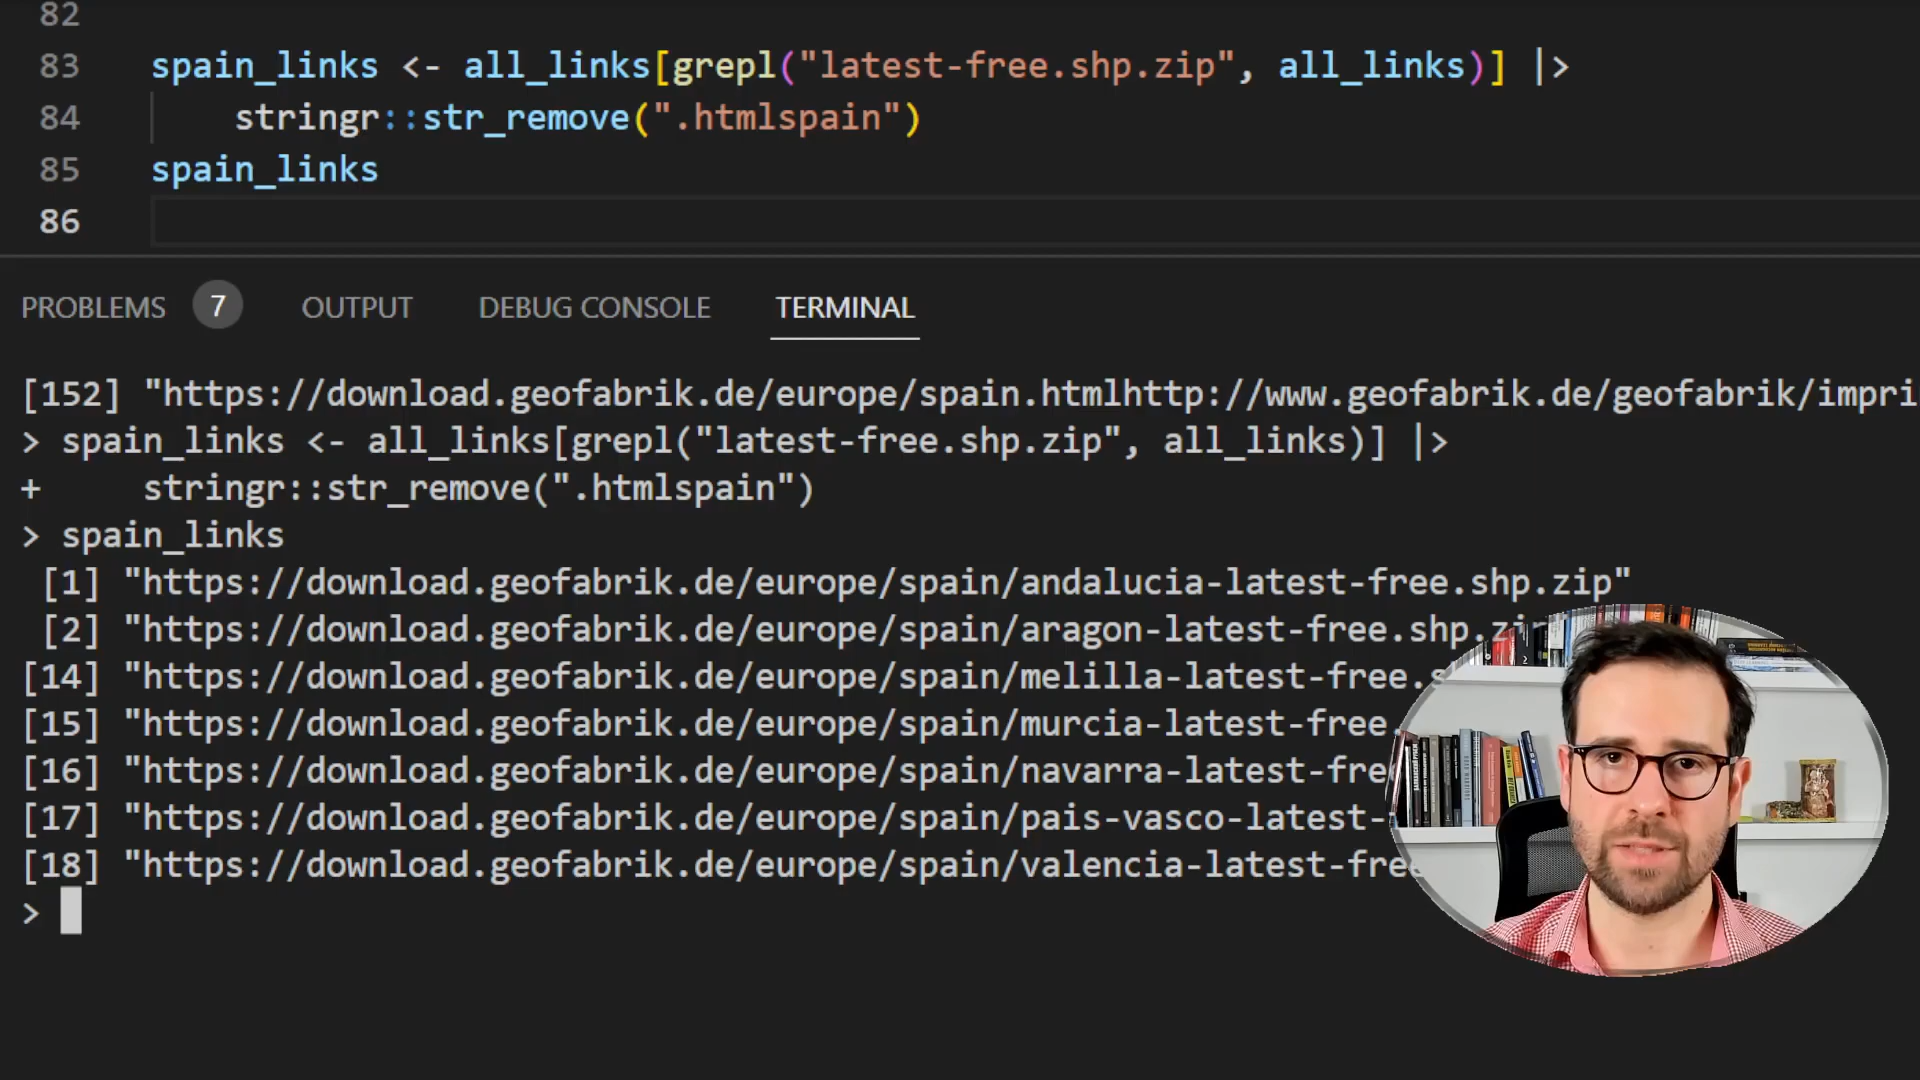 82
83 spain_links <- all_links[grepl("latest-free.shp.zip", all_links)] |>
84 stringr::str_remove(".htmlspain")
85 spain_links
86
PROBLEMS 7 OUTPUT DEBUG CONSOLE TERMINAL
[152] "https://download.geofabrik.de/europe/spain.htmlhttp://www.geofabrik.de/geofabrik/impri
> spain_links <- all_links[grepl("latest-free.shp.zip", all_links)] |>
+ stringr::str_remove(".htmlspain")
> spain_links
[1] "https://download.geofabrik.de/europe/spain/andalucia-latest-free.shp.zip"
[2] "https://download.geofabrik.de/europe/spain/aragon-latest-free.shp.zi
[14] "https://download.geofabrik.de/europe/spain/melilla-latest-free.s
[15] "https://download.geofabrik.de/europe/spain/murcia-latest-free.
[16] "https://download.geofabrik.de/europe/spain/navarra-latest-fre
[17] "https://download.geofabrik.de/europe/spain/pais-vasco-latest-
[18] "https://download.geofabrik.de/europe/spain/valencia-latest-fre
>